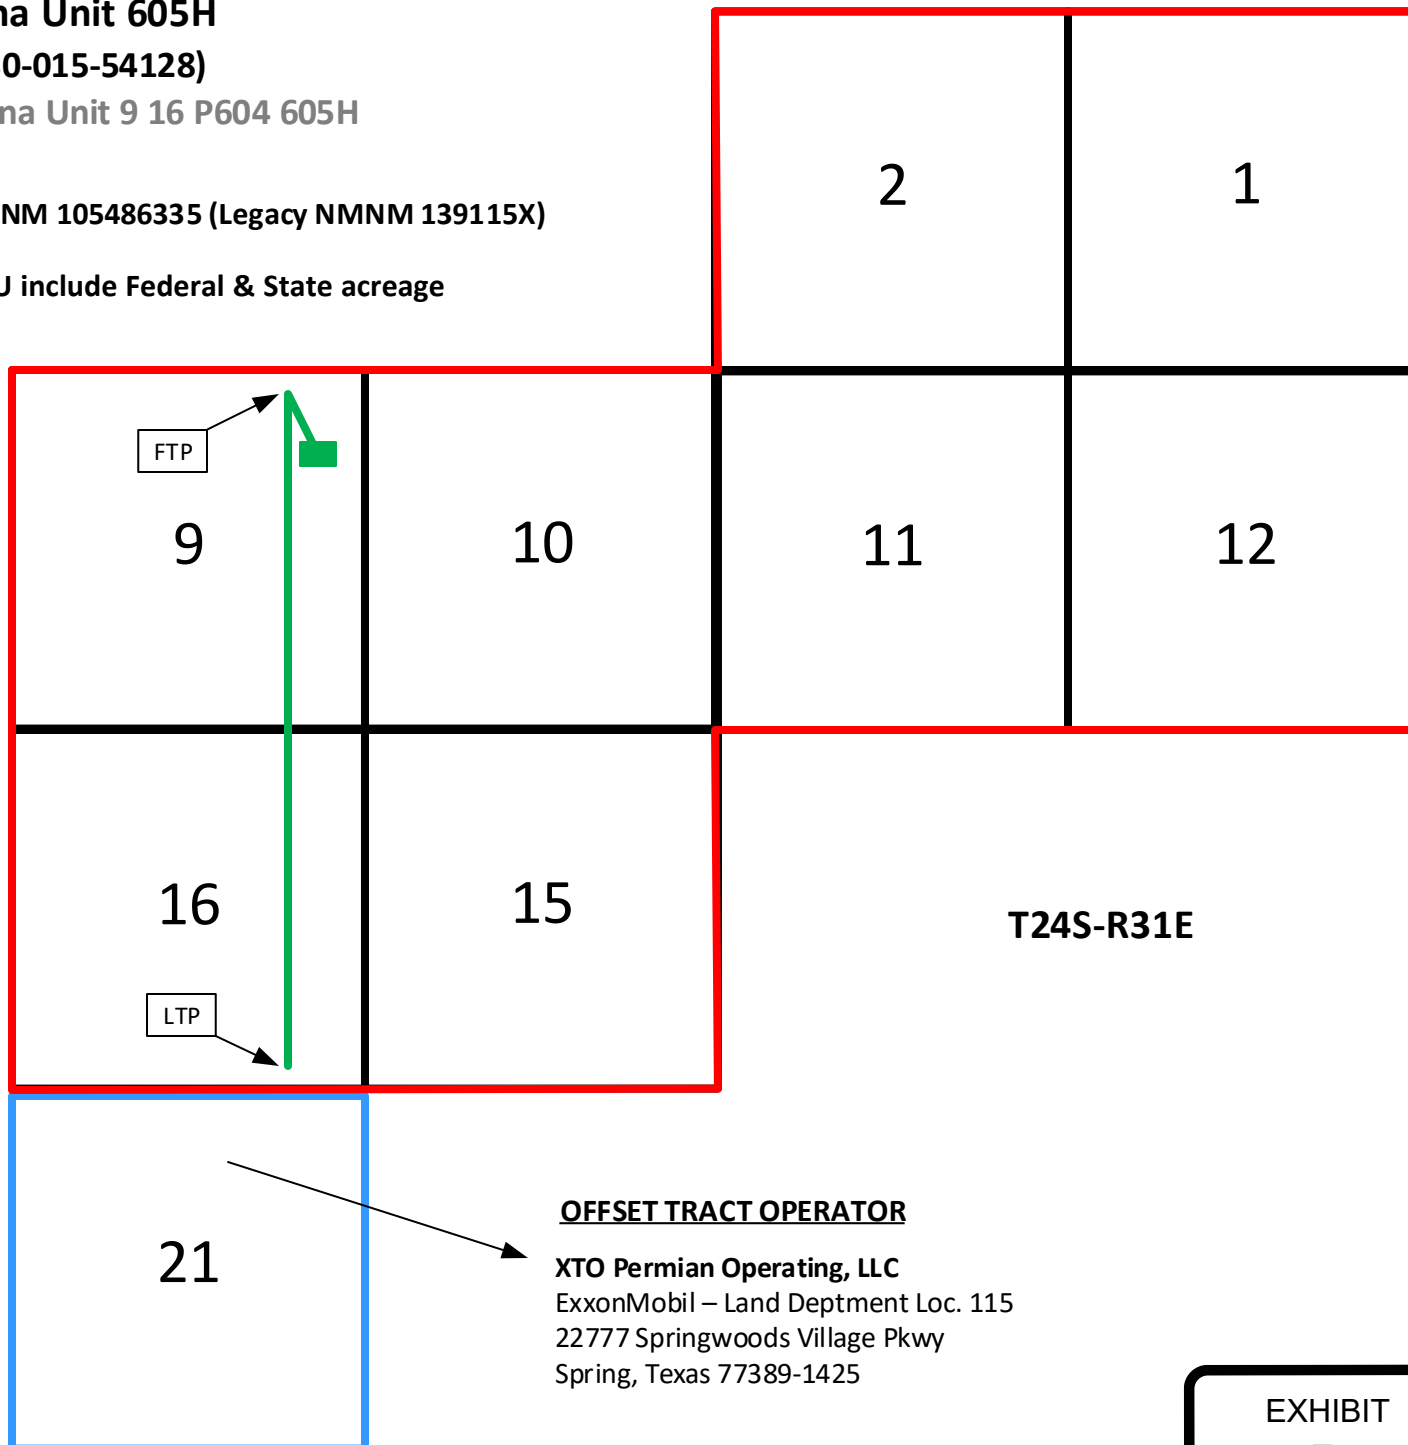 na Unit 605H
0-015-54128)
na Unit 9 16 P604 605H
NM 105486335 (Legacy NMNM 139115X)
U include Federal & State acreage
2
1
FTP
9
10
11
12
16
15
T24S-R31E
LTP
21
OFFSET TRACT OPERATOR
XTO Permian Operating, LLC
ExxonMobil – Land Deptment Loc. 115
22777 Springwoods Village Pkwy
Spring, Texas 77389-1425
EXHIBIT